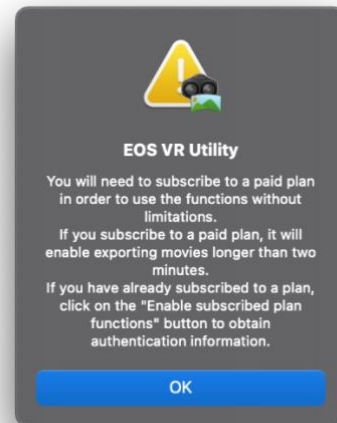 EOS VR Utility
You will need to subscribe to a paid plan
in order to use the functions without
limitations.
If you subscribe to a paid plan, it will
enable exporting movies longer than two
minutes.
If you have already subscribed to a plan,
click on the "Enable subscribed plan
functions" button to obtain
authentication information.
OK